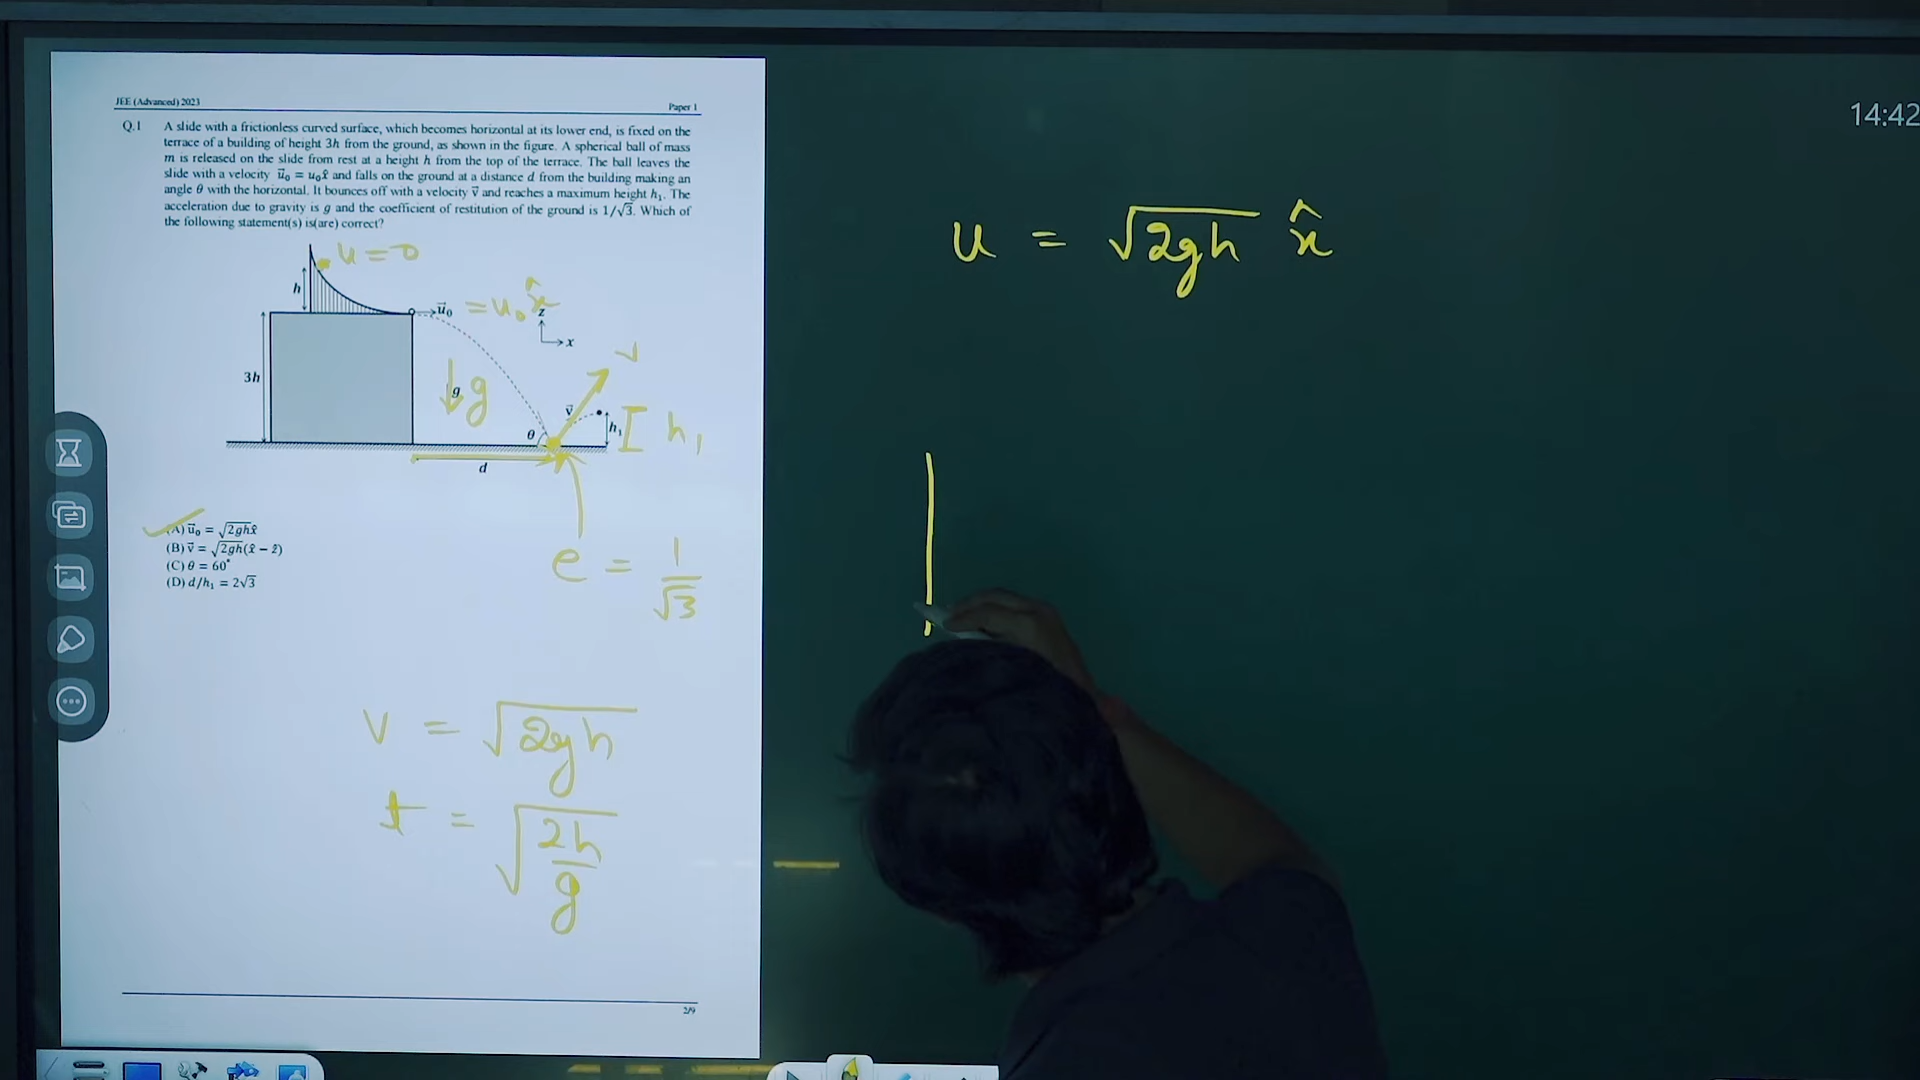 JEE (Advanced) 2023
Paper 1
14:42
Q.1 A slide with a frictionless curved surface, which becomes horizontal at its lower end, is fixed on the
terrace of a building of height 3h from the ground, as shown in the figure. A spherical ball of mass
m is released on the slide from rest at a height h from the top of the terrace. The ball leaves the
slide with a velocity u⃗₀ = u₀x̂ and falls on the ground at a distance d from the building making an
angle θ with the horizontal. It bounces off with a velocity v⃗ and reaches a maximum height h₁. The
acceleration due to gravity is g and the coefficient of restitution of the ground is 1/√3. Which of
the following statement(s) is(are) correct?
u = 0
h
u⃗₀ = u₀ x̂
z
x
3h
g
g
v
v⃗
θ
h₁
h₁
d
(A) u⃗₀ = √2gh x̂
(B) v⃗ = √2gh(x̂ − ẑ)
(C) θ = 60°
(D) d/h₁ = 2√3
e = 1/√3
v = √2gh
t = √2h/g
2/9
u = √2gh x̂